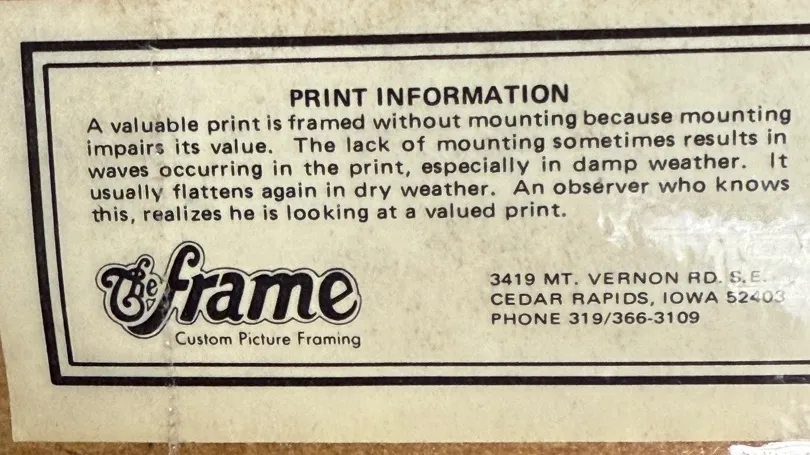 PRINT INFORMATION
A valuable print is framed without mounting because mounting
impairs its value. The lack of mounting sometimes results in
waves occurring in the print, especially in damp weather. It
usually flattens again in dry weather. An observer who knows
this, realizes he is looking at a valued print.
The frame
Custom Picture Framing
3419 MT. VERNON RD. S.E.
CEDAR RAPIDS, IOWA 52403
PHONE 319/366-3109